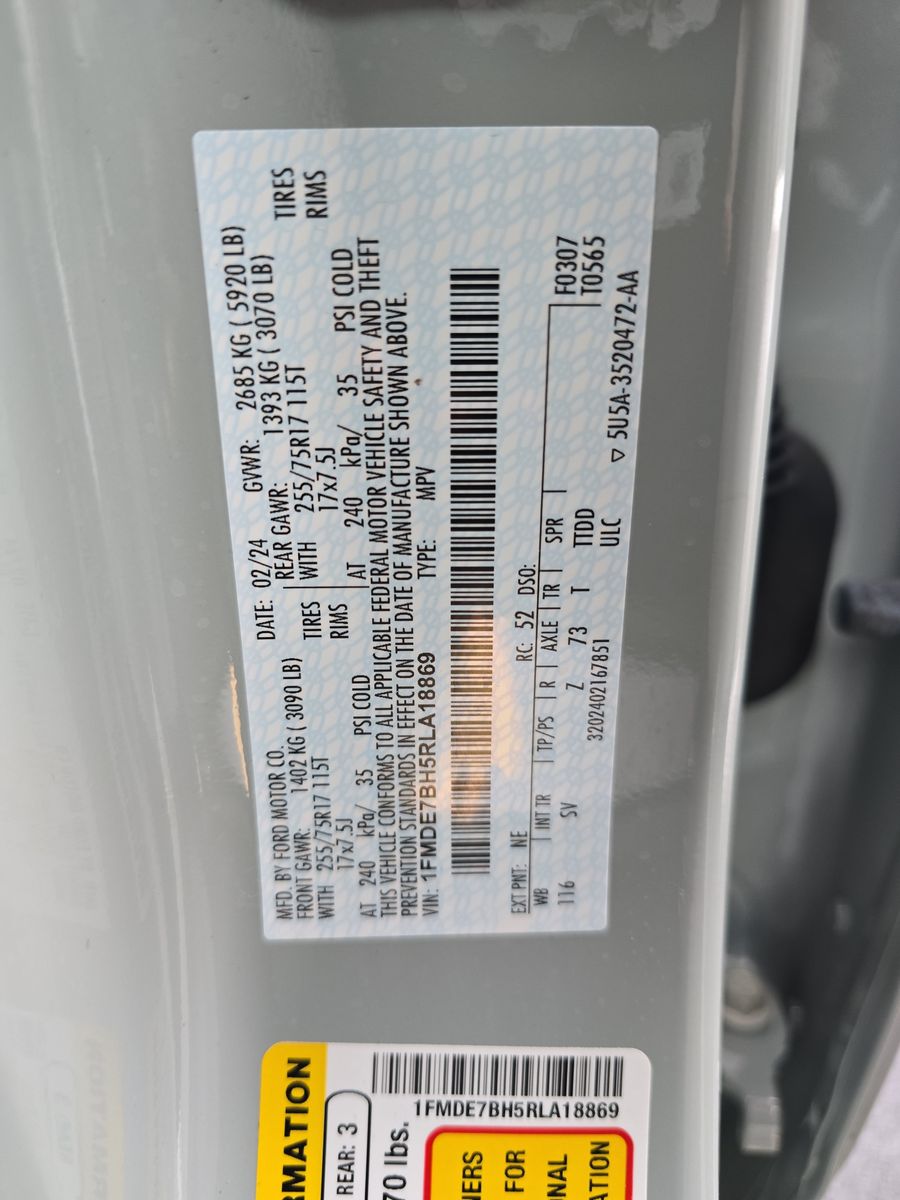 MFD. BY FORD MOTOR CO.
DATE: 02/24 GVWR: 2685 KG ( 5920 LB)
FRONT GAWR: 1402 KG ( 3090 LB) REAR GAWR: 1393 KG ( 3070 LB)
WITH 255/75R17 115T TIRES WITH 255/75R17 115T TIRES
17x7.5J RIMS 17x7.5J RIMS
AT 240 kPa/ 35 PSI COLD AT 240 kPa/ 35 PSI COLD
THIS VEHICLE CONFORMS TO ALL APPLICABLE FEDERAL MOTOR VEHICLE SAFETY AND THEFT
PREVENTION STANDARDS IN EFFECT ON THE DATE OF MANUFACTURE SHOWN ABOVE.
VIN: 1FMDE7BH5RLA18869 TYPE: MPV
EXT PNT: NE RC: 52 DSO: F0307
WB INT TR TP/PS R AXLE TR SPR T0565
116 SV Z 73 T TTDD
3202402167851 ULC ▽ 5U5A-3520472-AA
RMATION
REAR: 3
70 lbs.
1FMDE7BH5RLA18869
NERS
FOR
NAL
ATION